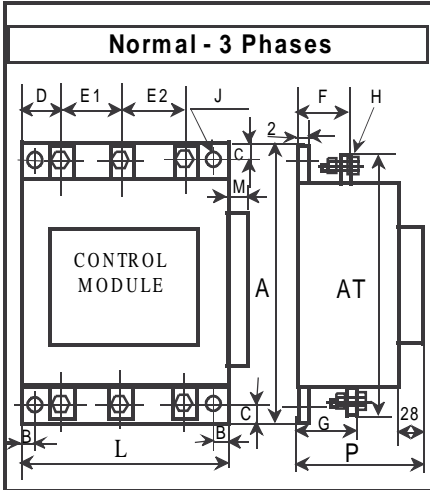 Normal - 3 Phases
D E1 E2 J F H
2
C
M
CONTROL
MODULE
A AT
C
G 28
B B
L P